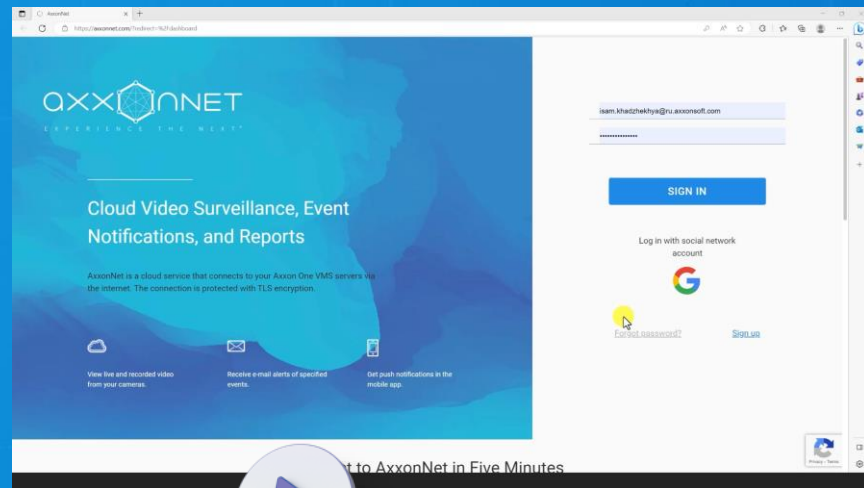 AxxonNet
https://axxonnet.com/?redirect=%2Fdashboard
AXXONNET
EXPERIENCE THE NEXT
Cloud Video Surveillance, Event
Notifications, and Reports
AxxonNet is a cloud service that connects to your Axxon One VMS servers via
the internet. The connection is protected with TLS encryption.
View live and recorded video
from your cameras.
Receive e-mail alerts of specified
events.
Get push notifications in the
mobile app.
isam.khadzhekhya@ru.axxonsoft.com
SIGN IN
Log in with social network
account
Forgot password?
Sign up
Privacy - Terms
to AxxonNet in Five Minutes